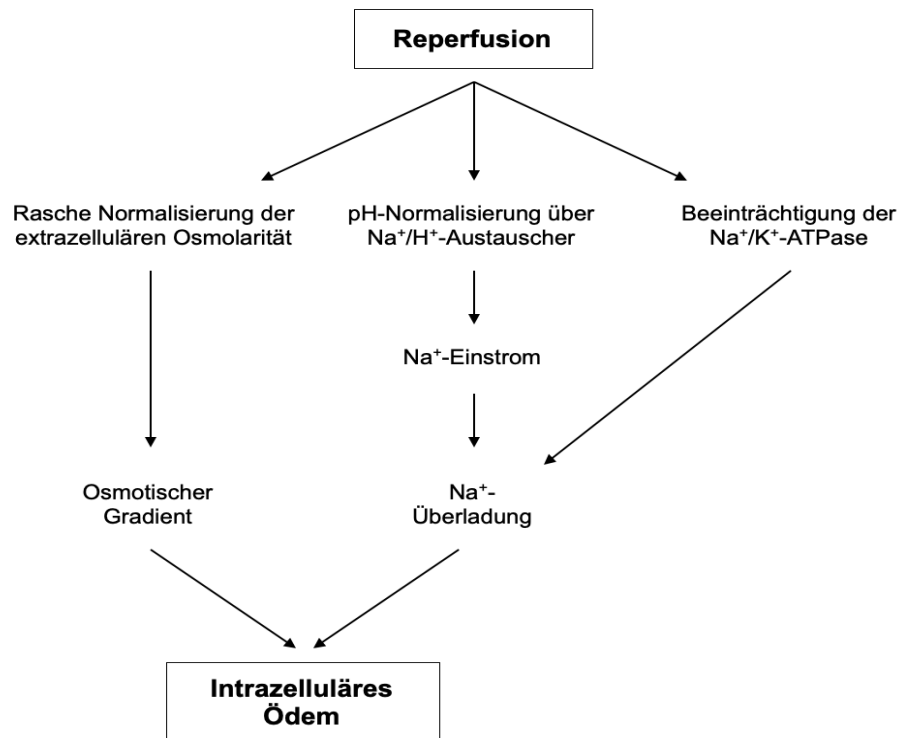 Reperfusion
Rasche Normalisierung der
extrazellulären Osmolarität
pH-Normalisierung über
Na⁺/H⁺-Austauscher
Beeinträchtigung der
Na⁺/K⁺-ATPase
Na⁺-Einstrom
Osmotischer
Gradient
Na⁺-
Überladung
Intrazelluläres
Ödem